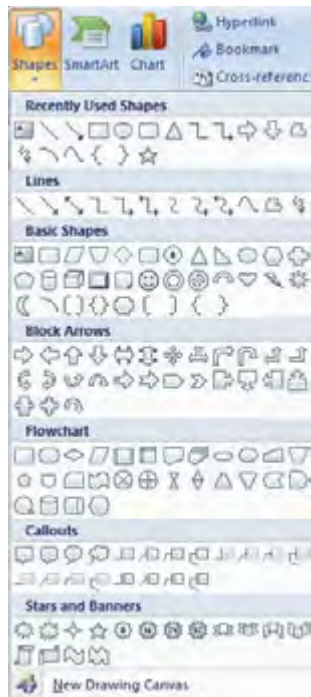 Shapes SmartArt Chart
Hyperlink
Bookmark
Cross-referenc
Recently Used Shapes
Lines
Basic Shapes
Block Arrows
Flowchart
Callouts
Stars and Banners
New Drawing Canvas